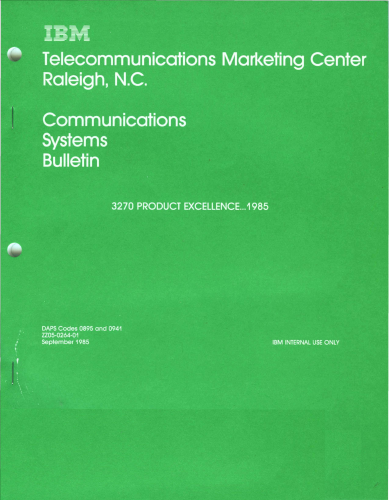 IBM
Telecommunications Marketing Center
Raleigh, N.C.
Communications
Systems
Bulletin
3270 PRODUCT EXCELLENCE...1985
DAPS Codes 0895 and 0941
ZZ05-0264-01
September 1985
IBM INTERNAL USE ONLY